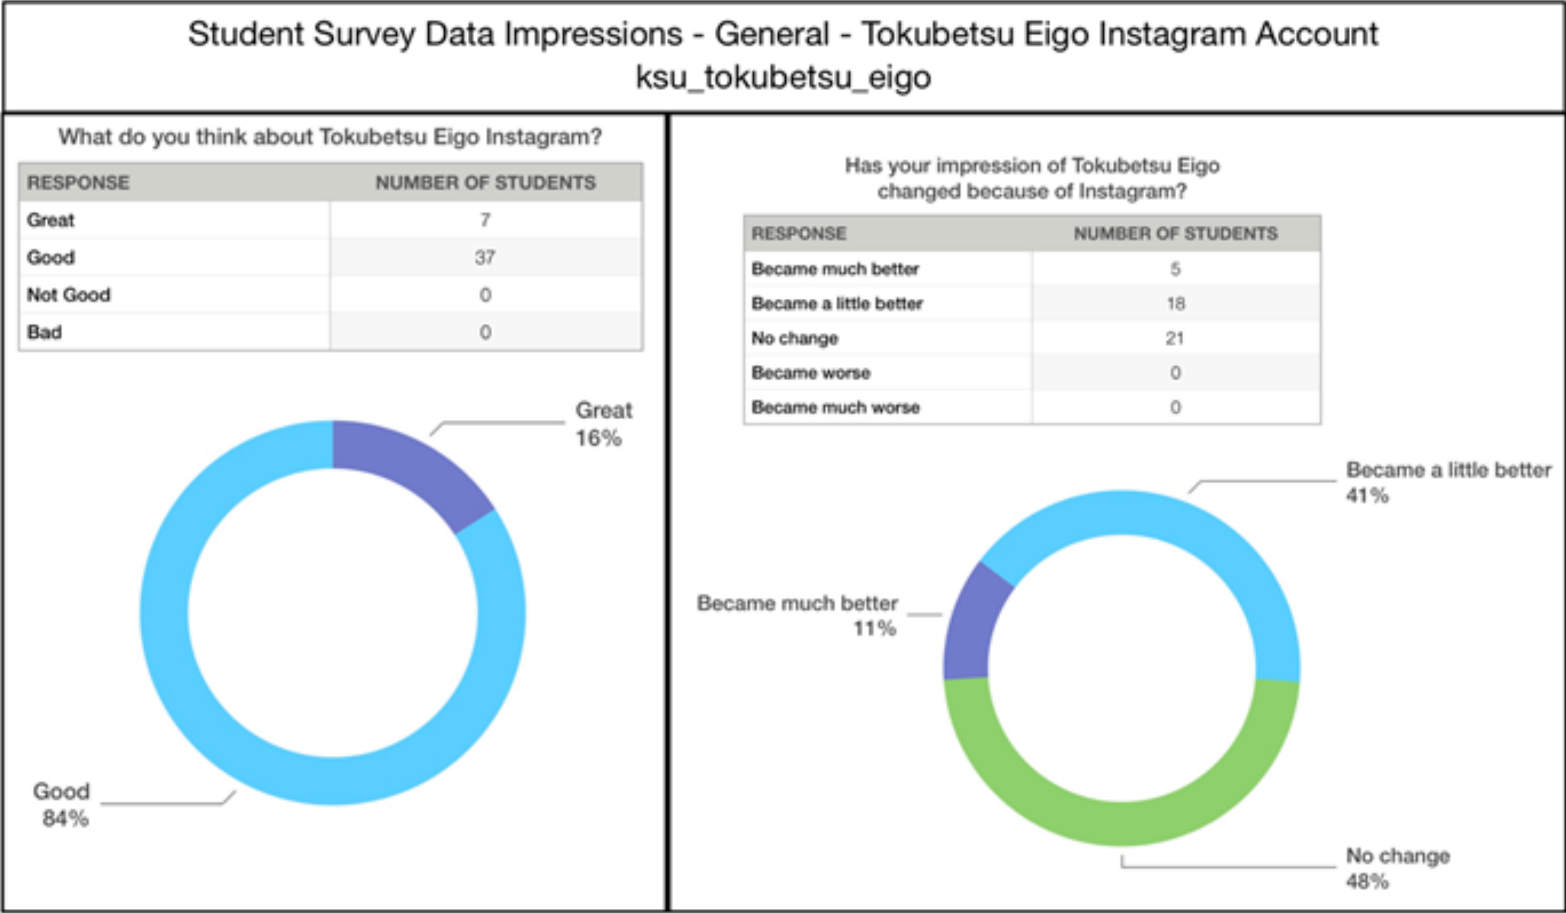 Student Survey Data Impressions - General - Tokubetsu Eigo Instagram Account
ksu_tokubetsu_eigo
What do you think about Tokubetsu Eigo Instagram?
RESPONSE NUMBER OF STUDENTS
Great 7
Good 37
Not Good 0
Bad 0
Great
16%
Good
84%
Has your impression of Tokubetsu Eigo
changed because of Instagram?
RESPONSE NUMBER OF STUDENTS
Became much better 5
Became a little better 18
No change 21
Became worse 0
Became much worse 0
Became a little better
41%
Became much better
11%
No change
48%